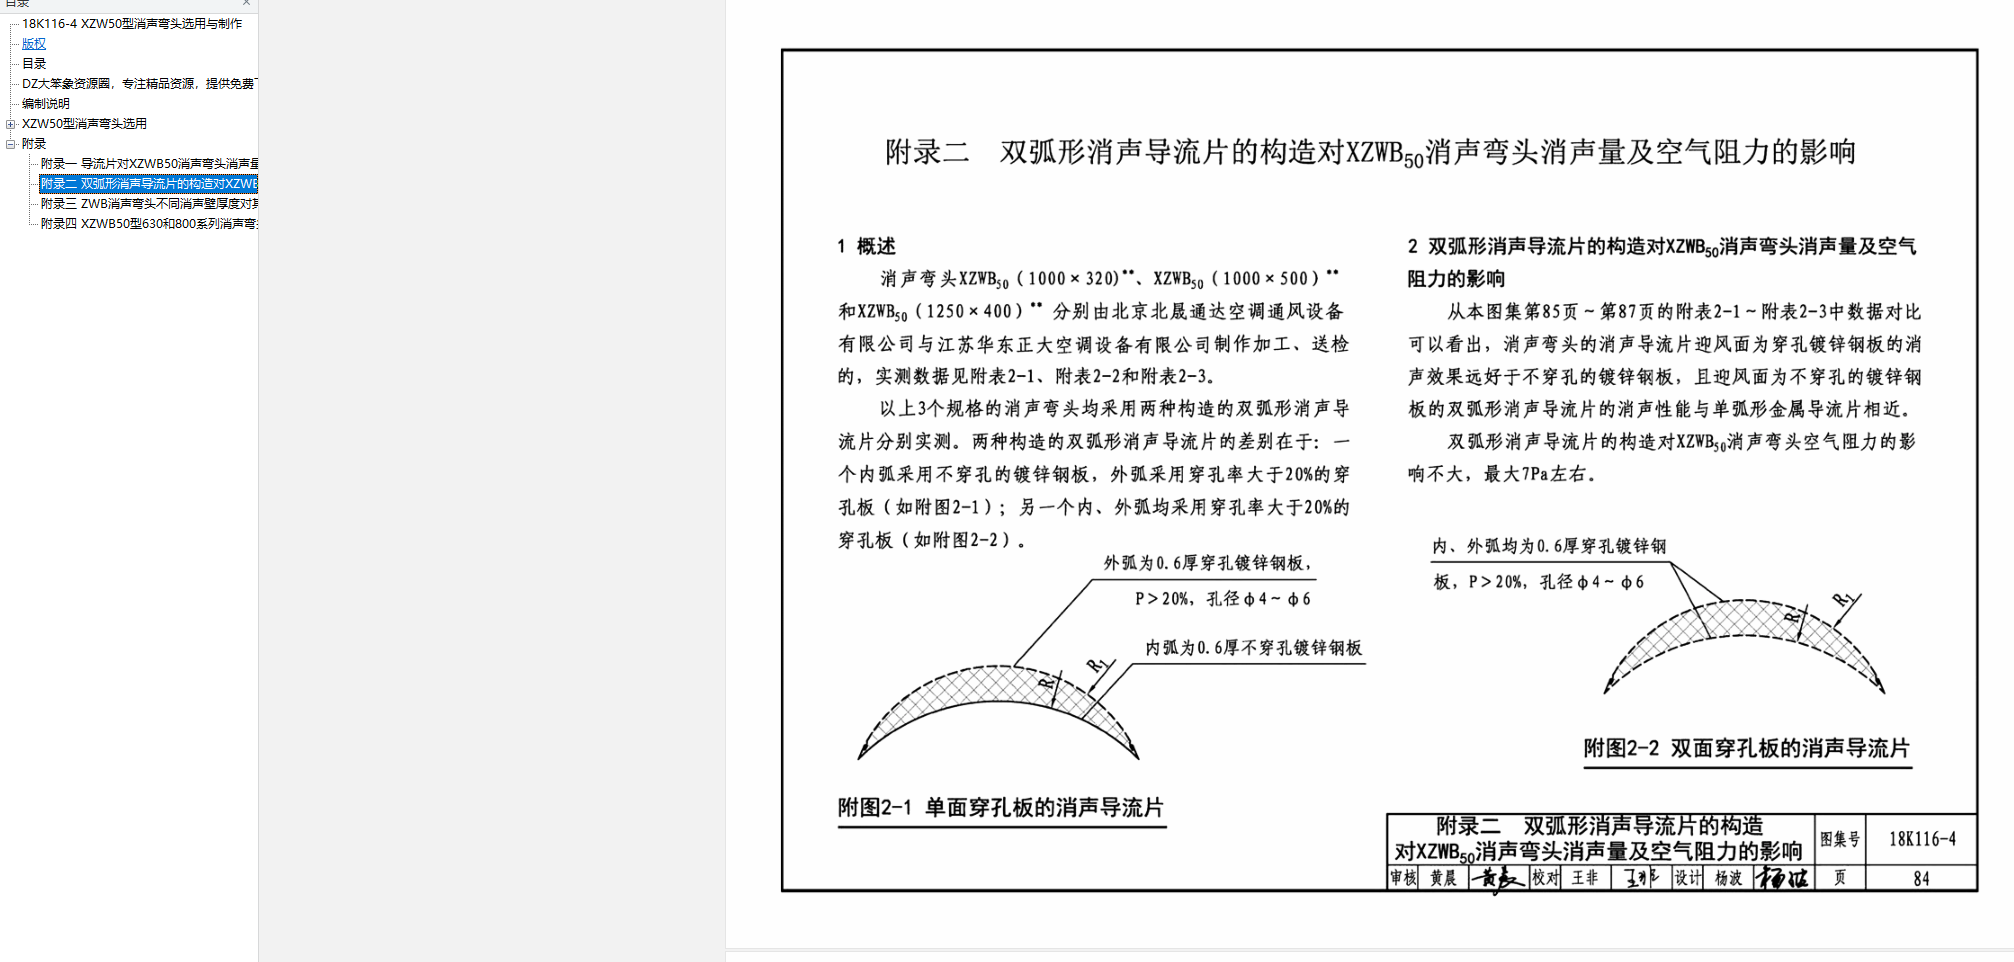 目录
18K116-4 XZW50型消声弯头选用与制作
版权
目录
DZ大笨象资源圈，专注精品资源，提供免费
编制说明
XZW50型消声弯头选用
附录
附录一 导流片对XZWB50消声弯头消声量
附录二 双弧形消声导流片的构造对XZWB
附录三 ZWB消声弯头不同消声壁厚度对其
附录四 XZWB50型630和800系列消声弯
附录二 双弧形消声导流片的构造对XZWB50消声弯头消声量及空气阻力的影响
1 概述
消声弯头XZWB50（1000×320）**、XZWB50（1000×500）**
和XZWB50（1250×400）** 分别由北京北晟通达空调通风设备
有限公司与江苏华东正大空调设备有限公司制作加工、送检
的，实测数据见附表2-1、附表2-2和附表2-3。
以上3个规格的消声弯头均采用两种构造的双弧形消声导
流片分别实测。两种构造的双弧形消声导流片的差别在于：一
个内弧采用不穿孔的镀锌钢板，外弧采用穿孔率大于20%的穿
孔板（如附图2-1）；另一个内、外弧均采用穿孔率大于20%的
穿孔板（如附图2-2）。
外弧为0.6厚穿孔镀锌钢板，
P＞20%，孔径ф4～ф6
内弧为0.6厚不穿孔镀锌钢板
R
R1
附图2-1 单面穿孔板的消声导流片
2 双弧形消声导流片的构造对XZWB50消声弯头消声量及空气
阻力的影响
从本图集第85页～第87页的附表2-1～附表2-3中数据对比
可以看出，消声弯头的消声导流片迎风面为穿孔镀锌钢板的消
声效果远好于不穿孔的镀锌钢板，且迎风面为不穿孔的镀锌钢
板的双弧形消声导流片的消声性能与单弧形金属导流片相近。
双弧形消声导流片的构造对XZWB50消声弯头空气阻力的影
响不大，最大7Pa左右。
内、外弧均为0.6厚穿孔镀锌钢
板，P＞20%，孔径ф4～ф6
R
R1
附图2-2 双面穿孔板的消声导流片
附录二 双弧形消声导流片的构造
对XZWB50消声弯头消声量及空气阻力的影响
图集号 18K116-4
审核 黄晨 黄晨 校对 王非 王非 设计 杨波 杨波 页 84